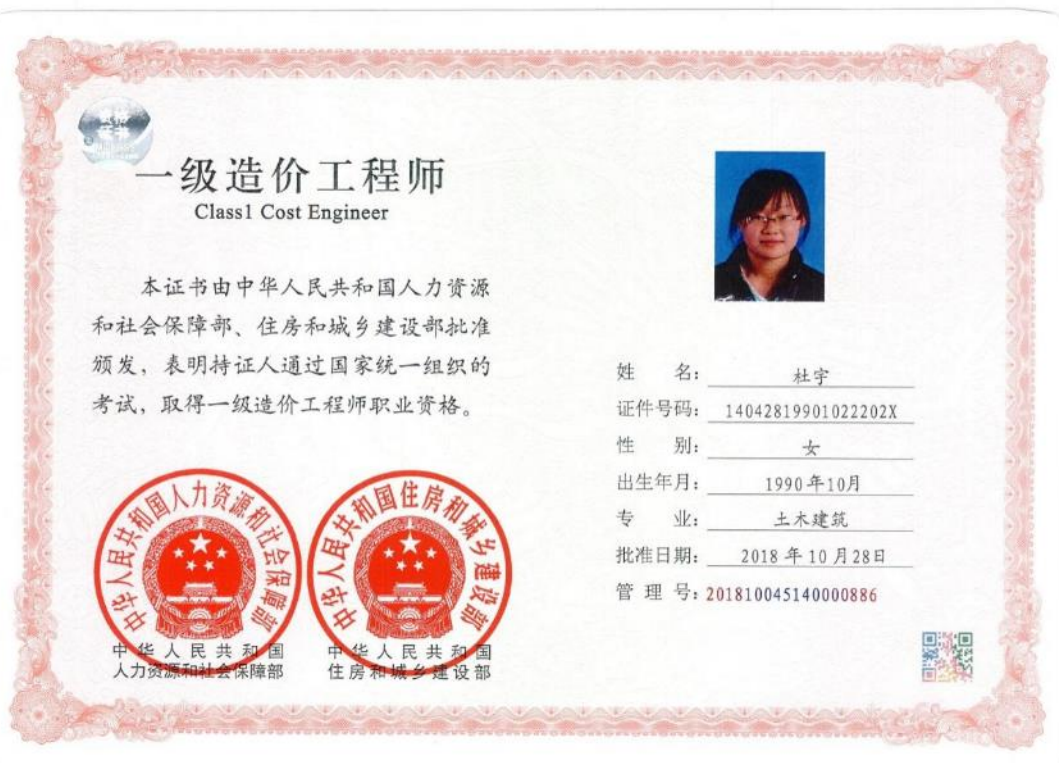 一级造价工程师
Class1 Cost Engineer
本证书由中华人民共和国人力资源
和社会保障部、住房和城乡建设部批准
颁发，表明持证人通过国家统一组织的
考试，取得一级造价工程师职业资格。
中华人民共和国人力资源和社会保障部
中华人民共和国住房和城乡建设部
中华人民共和国
人力资源和社会保障部
中华人民共和国
住房和城乡建设部
姓 名：杜宇
证件号码：14042819901022202X
性 别：女
出生年月：1990年10月
专 业：土木建筑
批准日期：2018年10月28日
管 理 号：201810045140000886